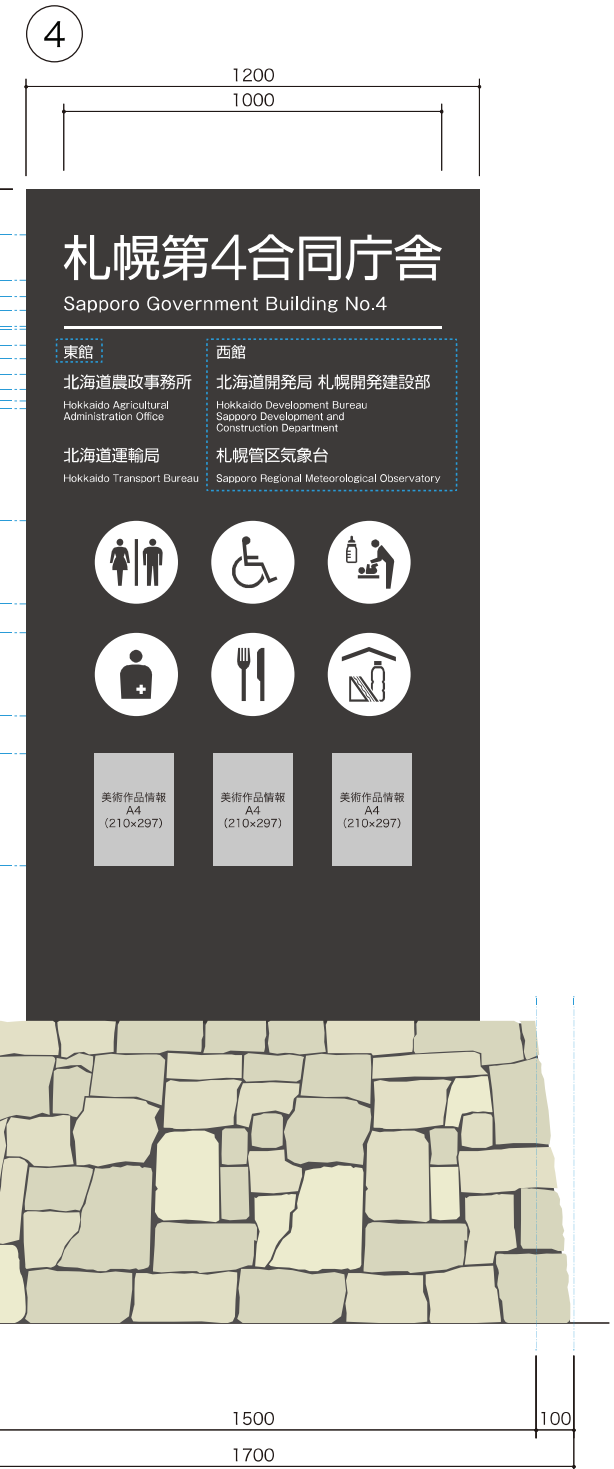 4
1200
1000
札幌第4合同庁舎
Sapporo Government Building No.4
東館
北海道農政事務所
Hokkaido Agricultural
Administration Office
北海道運輸局
Hokkaido Transport Bureau
西館
北海道開発局 札幌開発建設部
Hokkaido Development Bureau
Sapporo Development and
Construction Department
札幌管区気象台
Sapporo Regional Meteorological Observatory
美術作品情報
A4
(210×297)
美術作品情報
A4
(210×297)
美術作品情報
A4
(210×297)
1500
100
1700